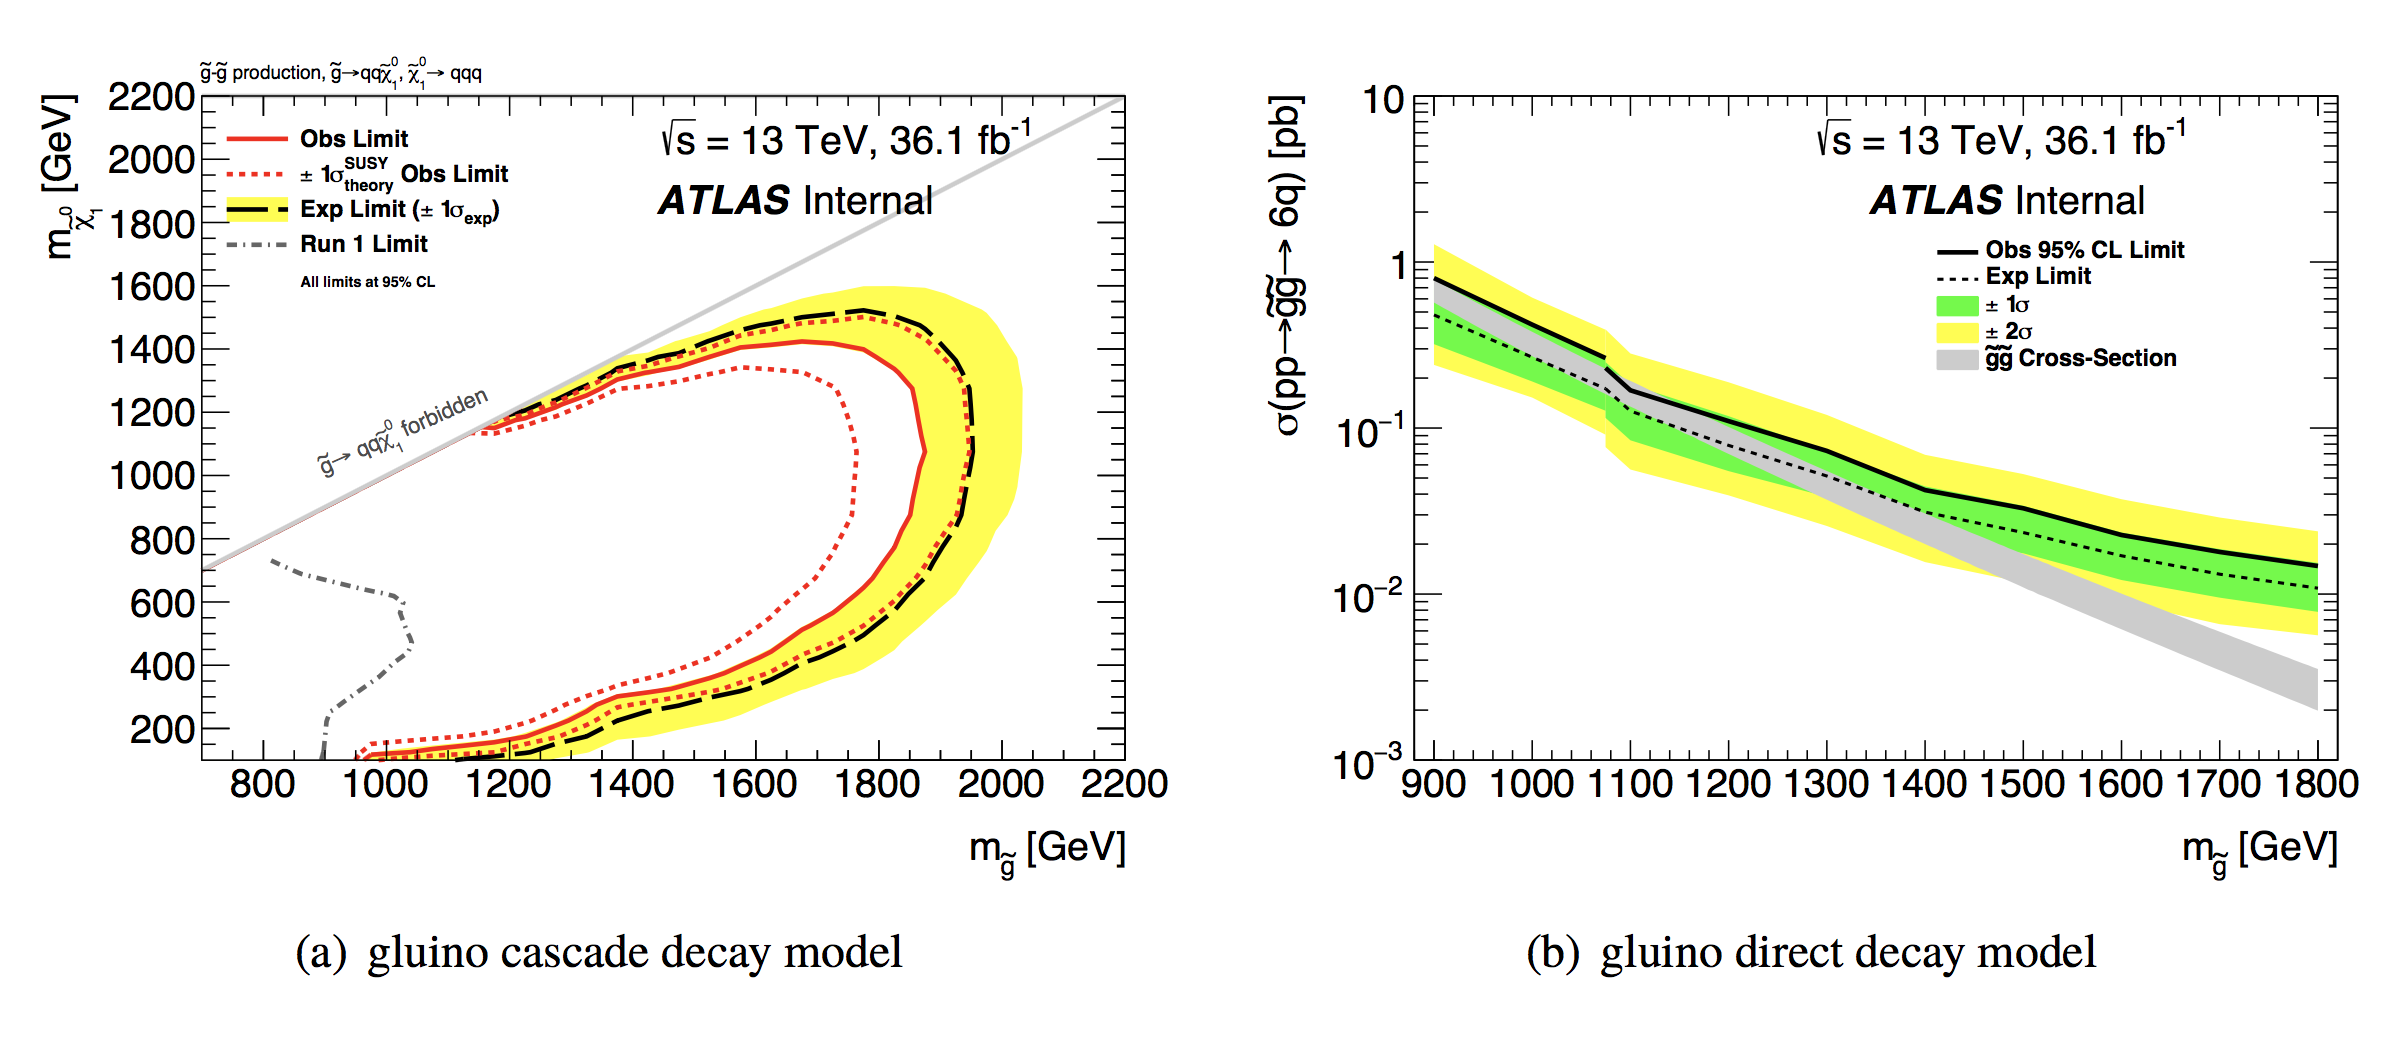 g̃-g̃ production, g̃→qqχ̃₁⁰, χ̃₁⁰→ qqq
m_χ̃₁⁰ [GeV]
2200
2000
1800
1600
1400
1200
1000
800
600
400
200
Obs Limit
± 1σ^SUSY_theory Obs Limit
Exp Limit (± 1σ_exp)
Run 1 Limit
All limits at 95% CL
√s = 13 TeV, 36.1 fb⁻¹
ATLAS Internal
g̃→ qqχ̃₁⁰ forbidden
800 1000 1200 1400 1600 1800 2000 2200
m_g̃ [GeV]
(a) gluino cascade decay model
σ(pp→g̃g̃→ 6q) [pb]
10
1
10⁻¹
10⁻²
10⁻³
√s = 13 TeV, 36.1 fb⁻¹
ATLAS Internal
Obs 95% CL Limit
Exp Limit
± 1σ
± 2σ
g̃g̃ Cross-Section
900 1000 1100 1200 1300 1400 1500 1600 1700 1800
m_g̃ [GeV]
(b) gluino direct decay model